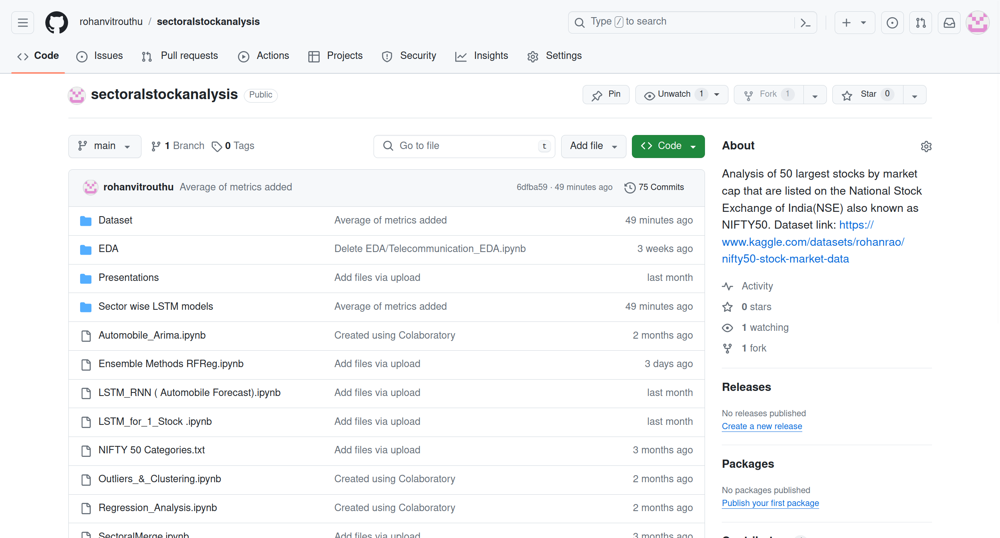 rohanvitrouthu / sectoralstockanalysis
Type / to search
Code Issues Pull requests Actions Projects Security Insights Settings
sectoralstockanalysis Public
Pin Unwatch 1 Fork 1 Star 0
main 1 Branch 0 Tags Go to file t Add file Code
rohanvitrouthu Average of metrics added 6dfba59 · 49 minutes ago 75 Commits
Dataset Average of metrics added 49 minutes ago
EDA Delete EDA/Telecommunication_EDA.ipynb 3 weeks ago
Presentations Add files via upload last month
Sector wise LSTM models Average of metrics added 49 minutes ago
Automobile_Arima.ipynb Created using Colaboratory 2 months ago
Ensemble Methods RFReg.ipynb Add files via upload 3 days ago
LSTM_RNN ( Automobile Forecast).ipynb Add files via upload last month
LSTM_for_1_Stock .ipynb Add files via upload last month
NIFTY 50 Categories.txt Add files via upload 3 months ago
Outliers_&_Clustering.ipynb Created using Colaboratory 2 months ago
Regression_Analysis.ipynb Created using Colaboratory 2 months ago
SectoralMerge.ipynb Add files via upload 3 months ago
About
Analysis of 50 largest stocks by market
cap that are listed on the National Stock
Exchange of India(NSE) also known as
NIFTY50. Dataset link: https://
www.kaggle.com/datasets/rohanrao/
nifty50-stock-market-data
Activity
0 stars
1 watching
1 fork
Releases
No releases published
Create a new release
Packages
No packages published
Publish your first package